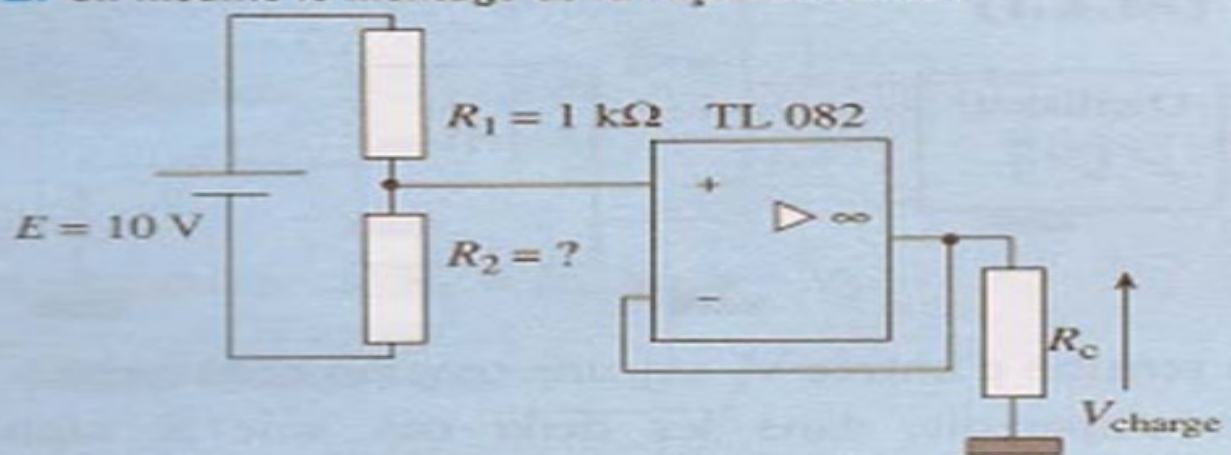 R₁ = 1 kΩ TL 082
+
▷ ∞
E = 10 V
R₂ = ?
−
R_c
V_charge